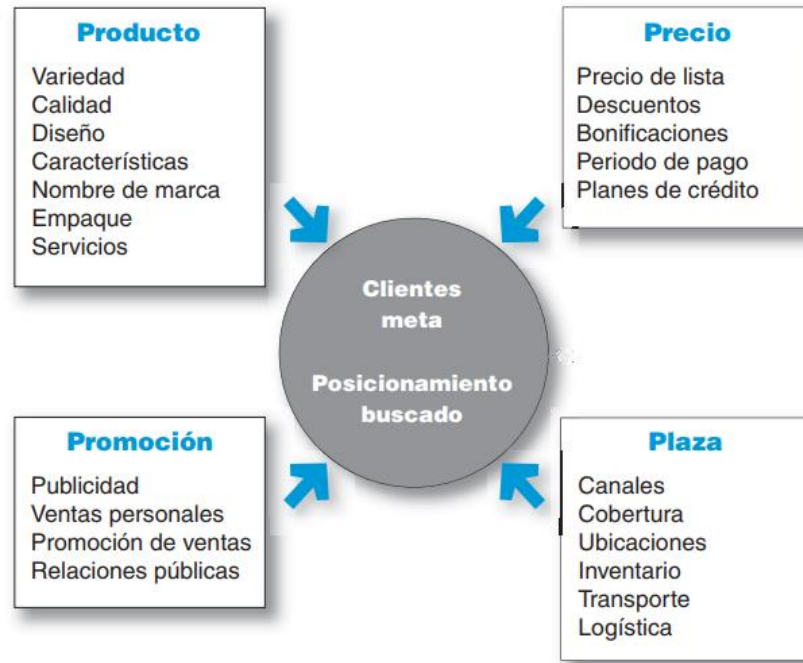 Producto
Variedad
Calidad
Diseño
Características
Nombre de marca
Empaque
Servicios
Precio
Precio de lista
Descuentos
Bonificaciones
Periodo de pago
Planes de crédito
Clientes
meta
Posicionamiento
buscado
Promoción
Publicidad
Ventas personales
Promoción de ventas
Relaciones públicas
Plaza
Canales
Cobertura
Ubicaciones
Inventario
Transporte
Logística